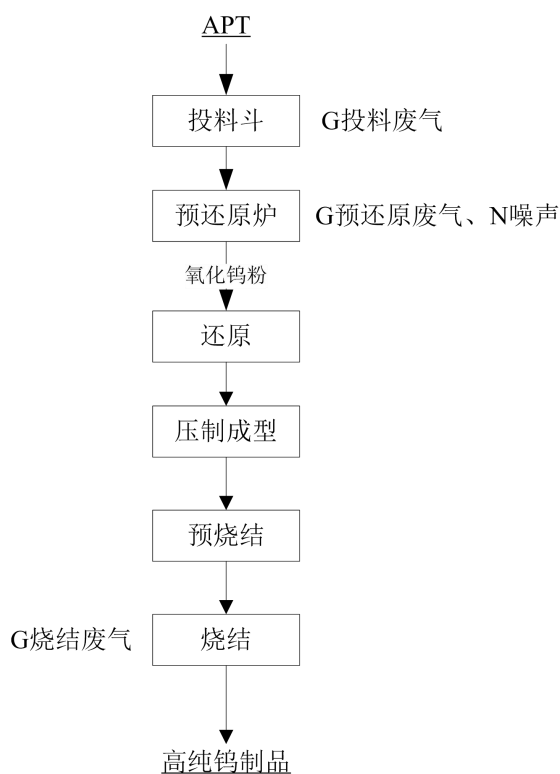 APT
投料斗 G投料废气
预还原炉 G预还原废气、N噪声
氧化钨粉
还原
压制成型
预烧结
G烧结废气 烧结
高纯钨制品